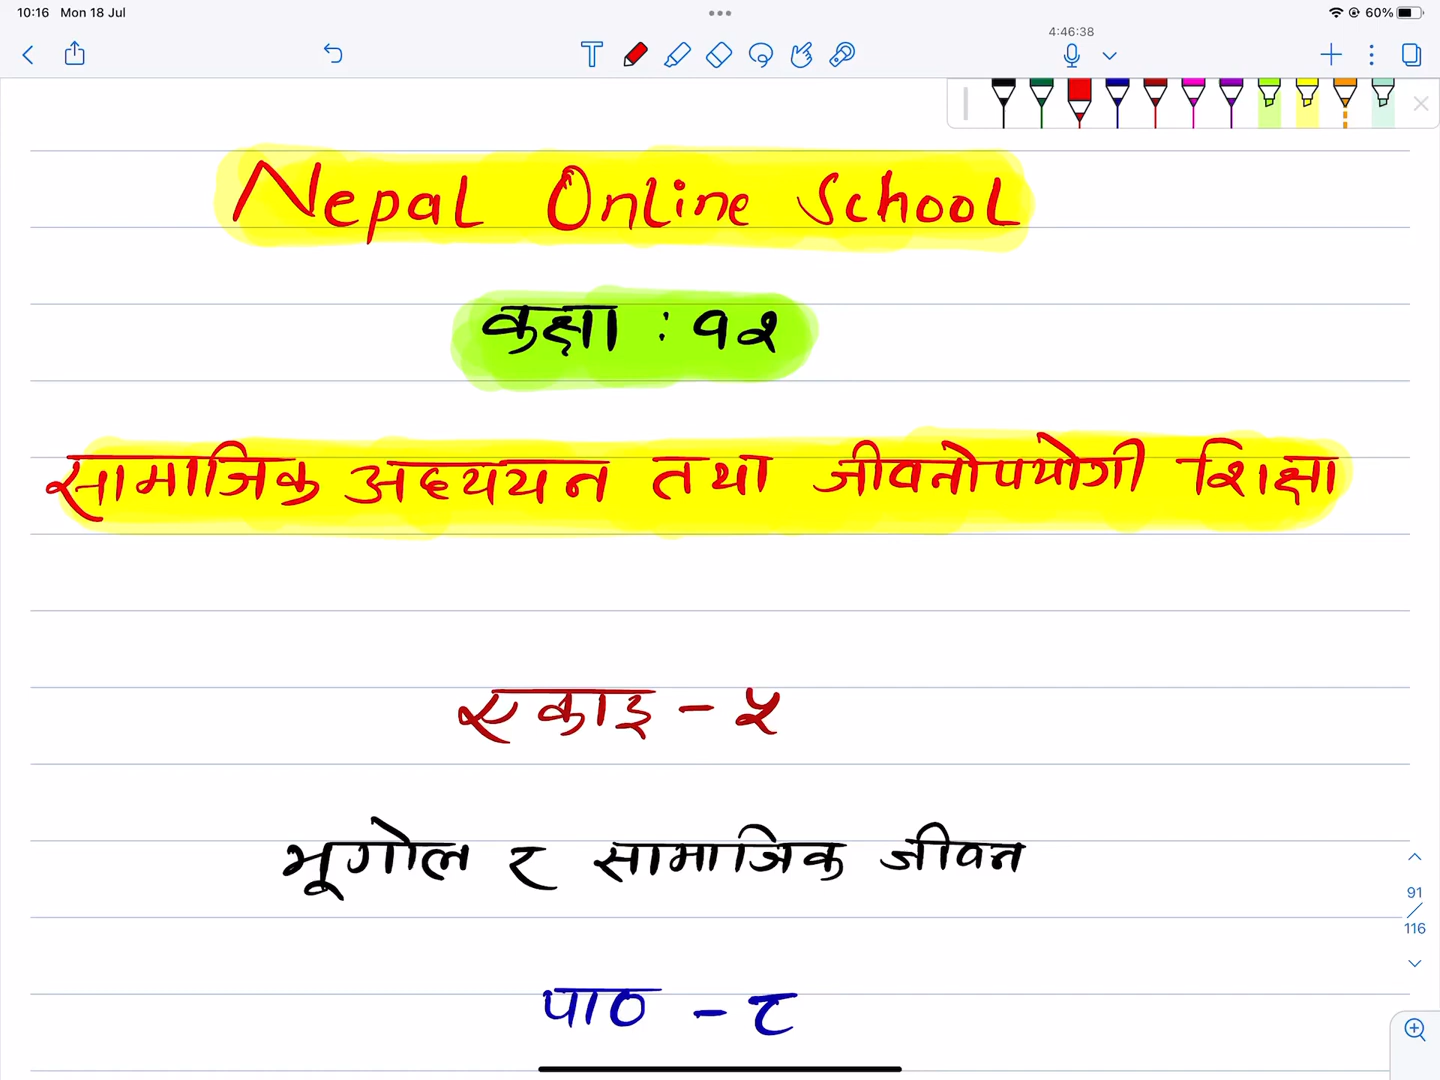 10:16 Mon 18 Jul
60%
4:46:38
Nepal Online School
कक्षा : १२
सामाजिक अध्ययन तथा जीवनोपयोगी शिक्षा
एकाइ - ५
भूगोल र सामाजिक जीवन
91
116
पाठ - ८